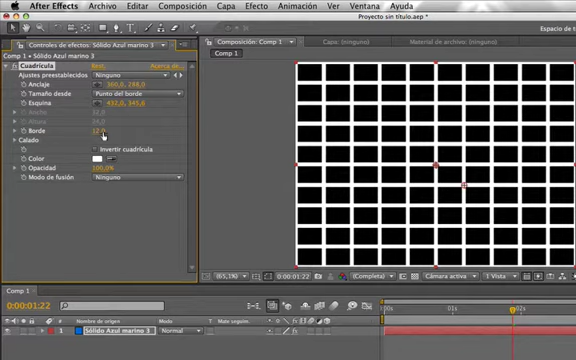 After Effects Archivo Edición Composición Capa Efecto Animación Ver Ventana Ayuda
Proyecto sin título.aep *
Espacio de t
Controles de efectos: Sólido Azul marino 3
Composición: Comp 1
Capa: (ninguno)
Material de archivo: (ninguno)
Comp 1 • Sólido Azul marino 3
Comp 1
Cuadrícula Rest. Acerca de...
Ajustes preestablecidos Ninguno
Anclaje 360,0, 288,0
Tamaño desde Punto del borde
Esquina 432,0, 345,6
Anchura 32,0
Altura 24,0
Borde 12,0
Calado
Invertir cuadrícula
Color
Opacidad 100,0%
Modo de fusión Ninguno
(65,1%) 0:00:01:22 (Completa) Cámara activa 1 Vista
Comp 1
0:00:01:22
Nº Nombre de origen Modo T Mate seguim.
:00s 01s 02s
1 Sólido Azul marino 3 Normal